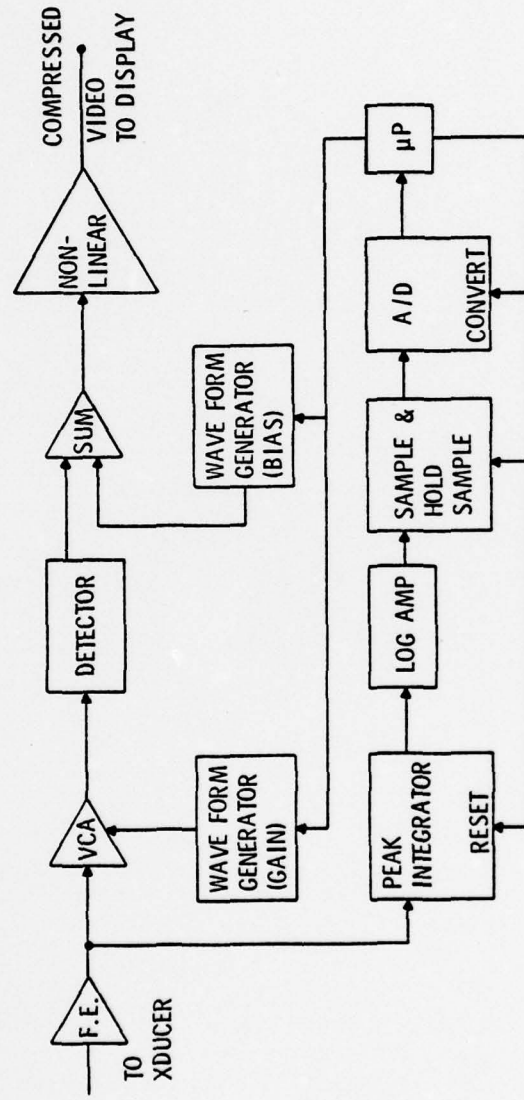 F.E.
TO
XDUCER
VCA
DETECTOR
SUM
NON-
LINEAR
COMPRESSED
VIDEO
TO DISPLAY
WAVE FORM
GENERATOR
(GAIN)
WAVE FORM
GENERATOR
(BIAS)
PEAK
INTEGRATOR
RESET
LOG AMP
SAMPLE &
HOLD
SAMPLE
A/D
CONVERT
μP